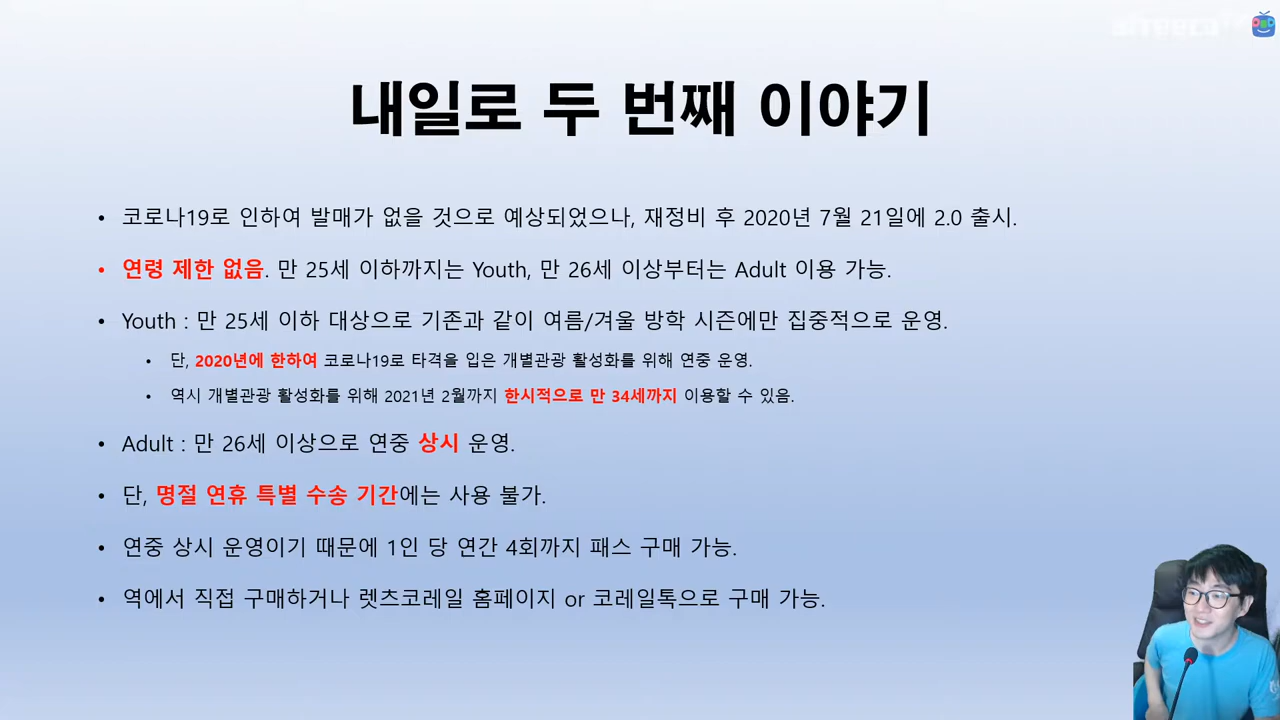 내일로 두 번째 이야기
• 코로나19로 인하여 발매가 없을 것으로 예상되었으나, 재정비 후 2020년 7월 21일에 2.0 출시.
• 연령 제한 없음. 만 25세 이하까지는 Youth, 만 26세 이상부터는 Adult 이용 가능.
• Youth : 만 25세 이하 대상으로 기존과 같이 여름/겨울 방학 시즌에만 집중적으로 운영.
• 단, 2020년에 한하여 코로나19로 타격을 입은 개별관광 활성화를 위해 연중 운영.
• 역시 개별관광 활성화를 위해 2021년 2월까지 한시적으로 만 34세까지 이용할 수 있음.
• Adult : 만 26세 이상으로 연중 상시 운영.
• 단, 명절 연휴 특별 수송 기간에는 사용 불가.
• 연중 상시 운영이기 때문에 1인 당 연간 4회까지 패스 구매 가능.
• 역에서 직접 구매하거나 렛츠코레일 홈페이지 or 코레일톡으로 구매 가능.